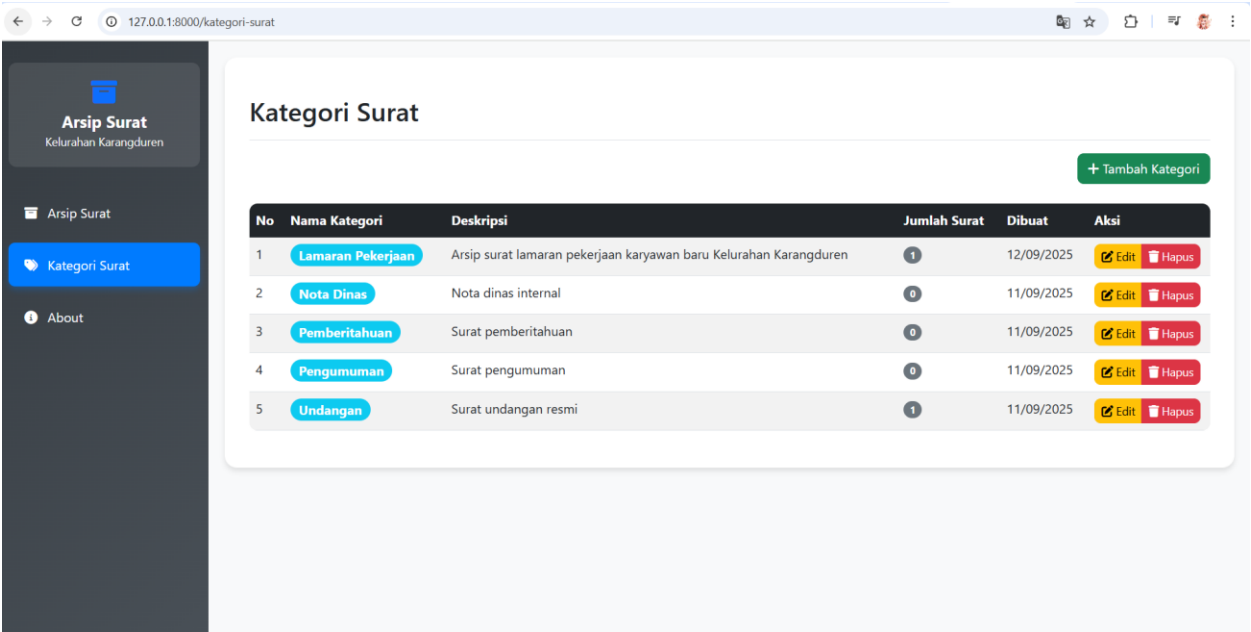 127.0.0.1:8000/kategori-surat
Arsip Surat
Kelurahan Karangduren
Arsip Surat
Kategori Surat
About
Kategori Surat
+ Tambah Kategori
No Nama Kategori Deskripsi Jumlah Surat Dibuat Aksi
1 Lamaran Pekerjaan Arsip surat lamaran pekerjaan karyawan baru Kelurahan Karangduren 1 12/09/2025 Edit Hapus
2 Nota Dinas Nota dinas internal 0 11/09/2025 Edit Hapus
3 Pemberitahuan Surat pemberitahuan 0 11/09/2025 Edit Hapus
4 Pengumuman Surat pengumuman 0 11/09/2025 Edit Hapus
5 Undangan Surat undangan resmi 1 11/09/2025 Edit Hapus